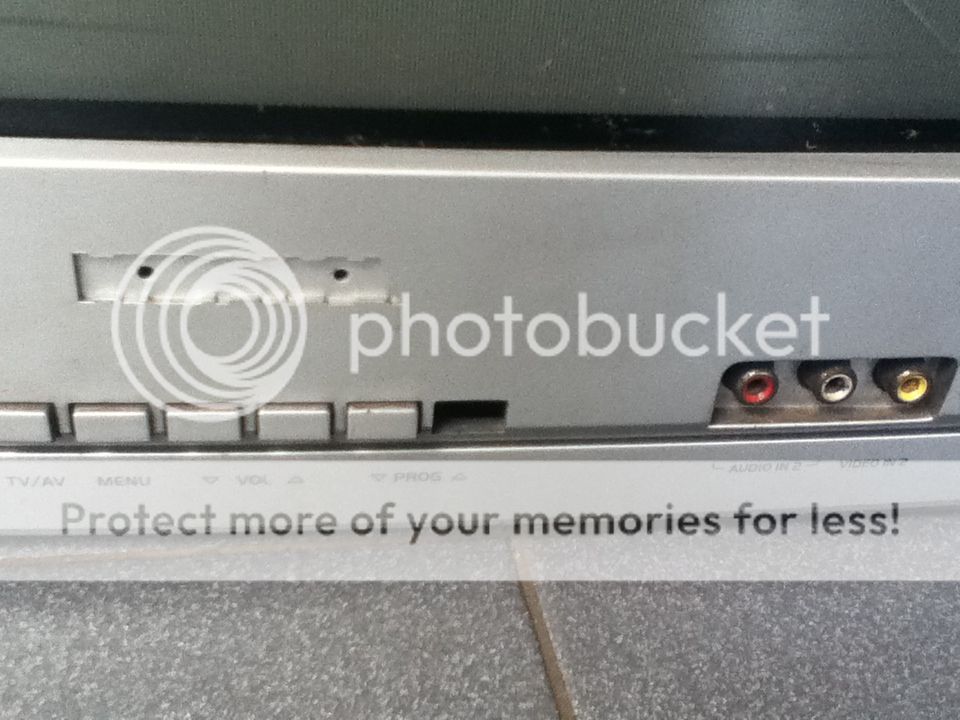 photobucket
TV/AV MENU ▽ VOL △ ▽ PROG △
AUDIO IN 2 VIDEO IN 2
Protect more of your memories for less!